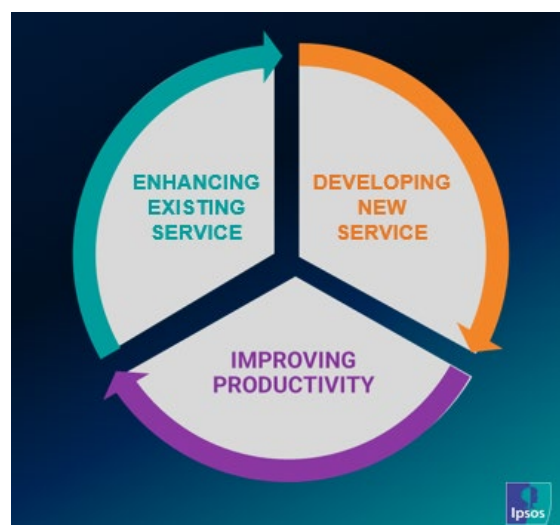 ENHANCING
EXISTING
SERVICE
DEVELOPING
NEW
SERVICE
IMPROVING
PRODUCTIVITY
Ipsos